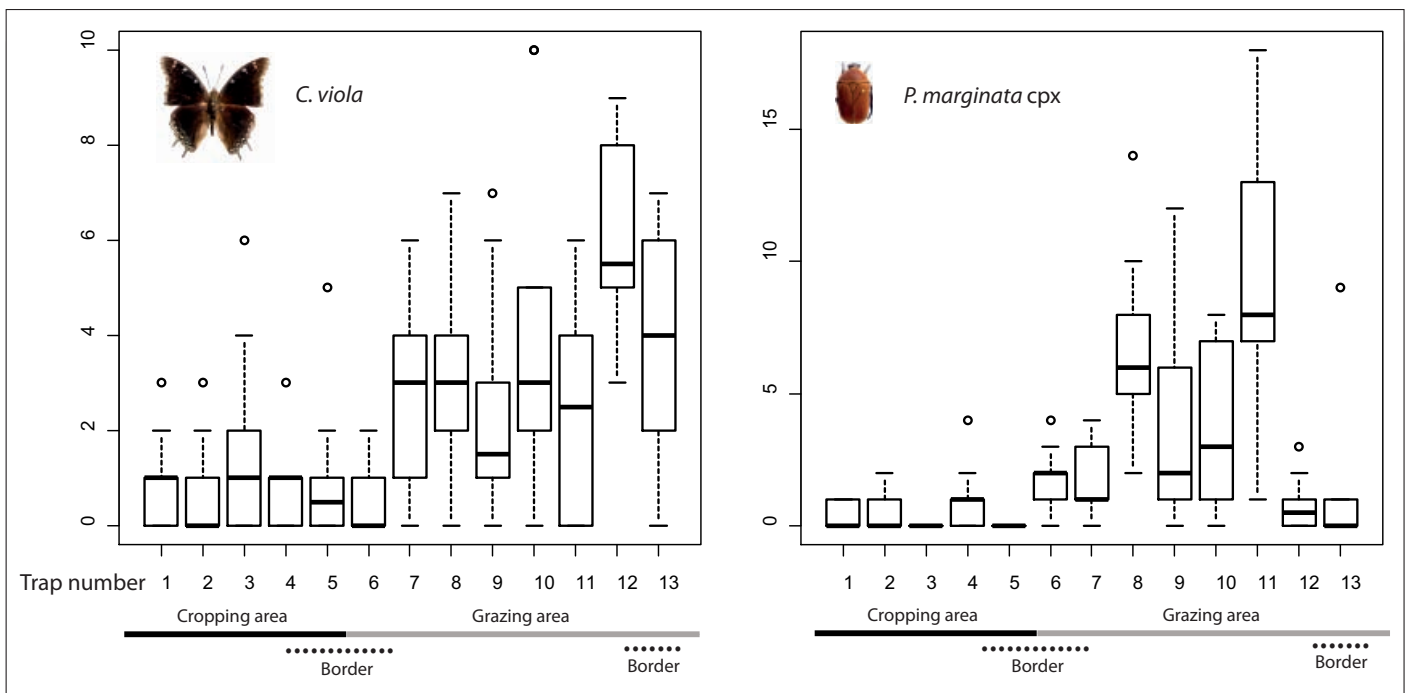 C. viola
10
8
6
4
2
0
Trap number 1 2 3 4 5 6 7 8 9 10 11 12 13
Cropping area Grazing area
Border Border
P. marginata cpx
15
10
5
0
1 2 3 4 5 6 7 8 9 10 11 12 13
Cropping area Grazing area
Border Border